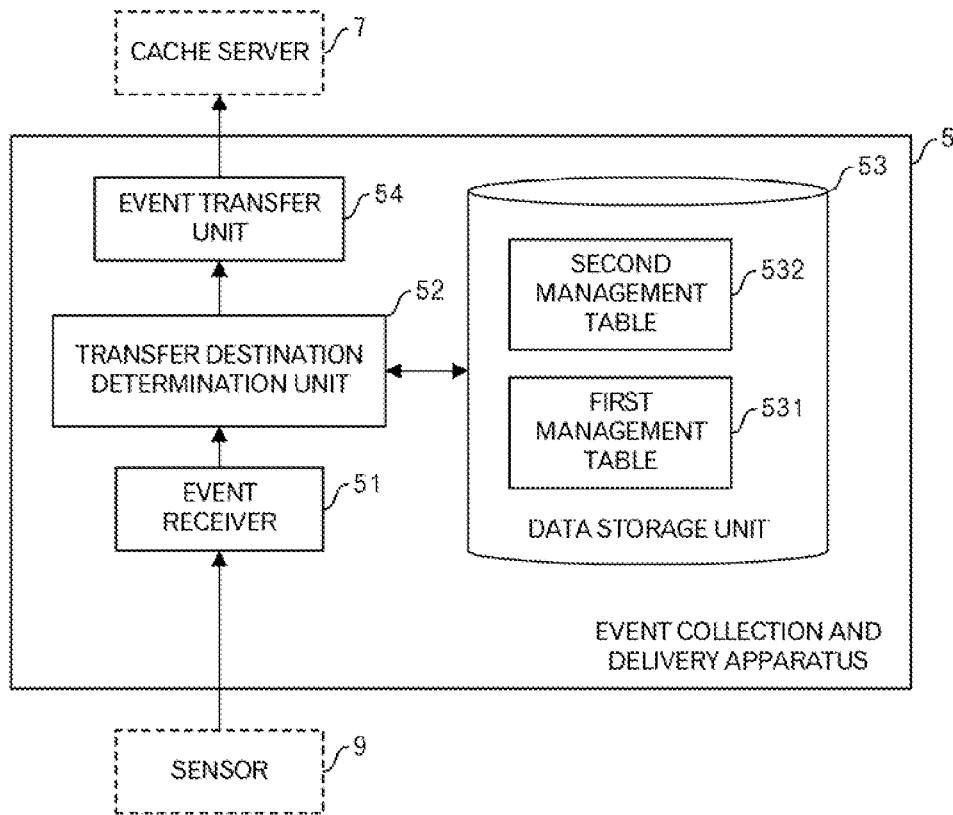 7
CACHE SERVER
5
EVENT TRANSFER
UNIT
54
53
SECOND
MANAGEMENT
TABLE
532
52
TRANSFER DESTINATION
DETERMINATION UNIT
FIRST
MANAGEMENT
TABLE
531
EVENT
RECEIVER
51
DATA STORAGE UNIT
EVENT COLLECTION AND
DELIVERY APPARATUS
SENSOR
9